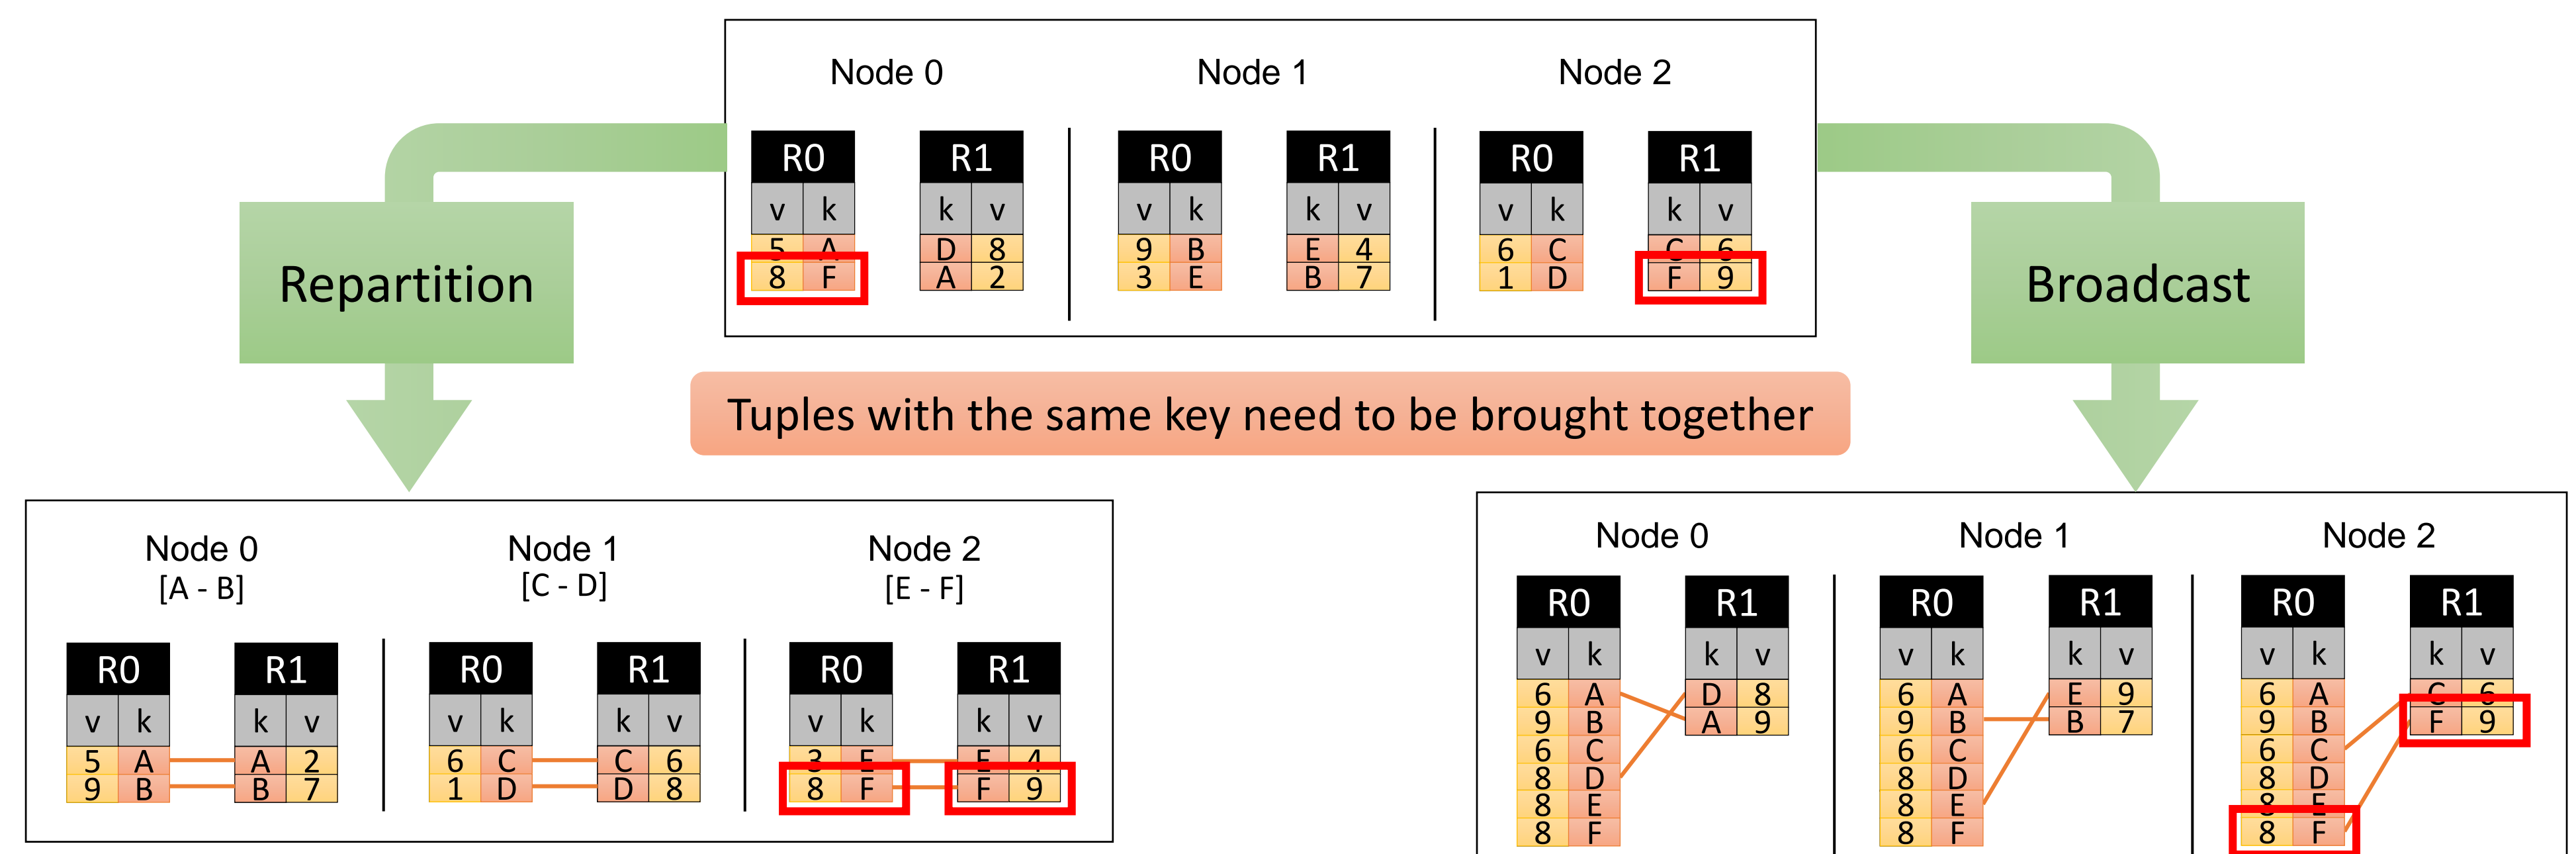 Node 0 Node 1 Node 2
R0 R1 R0 R1 R0 R1
v k k v v k k v v k k v
5 A D 8 9 B E 4 6 C C 6
8 F A 2 3 E B 7 1 D F 9
Repartition
Broadcast
Tuples with the same key need to be brought together
Node 0 Node 1 Node 2
[A - B] [C - D] [E - F]
R0 R1 R0 R1 R0 R1
v k k v v k k v v k k v
5 A A 2 6 C C 6 3 E E 4
9 B B 7 1 D D 8 8 F F 9
Node 0 Node 1 Node 2
R0 R1 R0 R1 R0 R1
v k k v v k k v v k k v
6 A D 8 6 A E 9 6 A C 6
9 B A 9 9 B B 7 9 B F 9
6 C 6 C 6 C
8 D 8 D 8 D
8 E 8 E 8 E
8 F 8 F 8 F